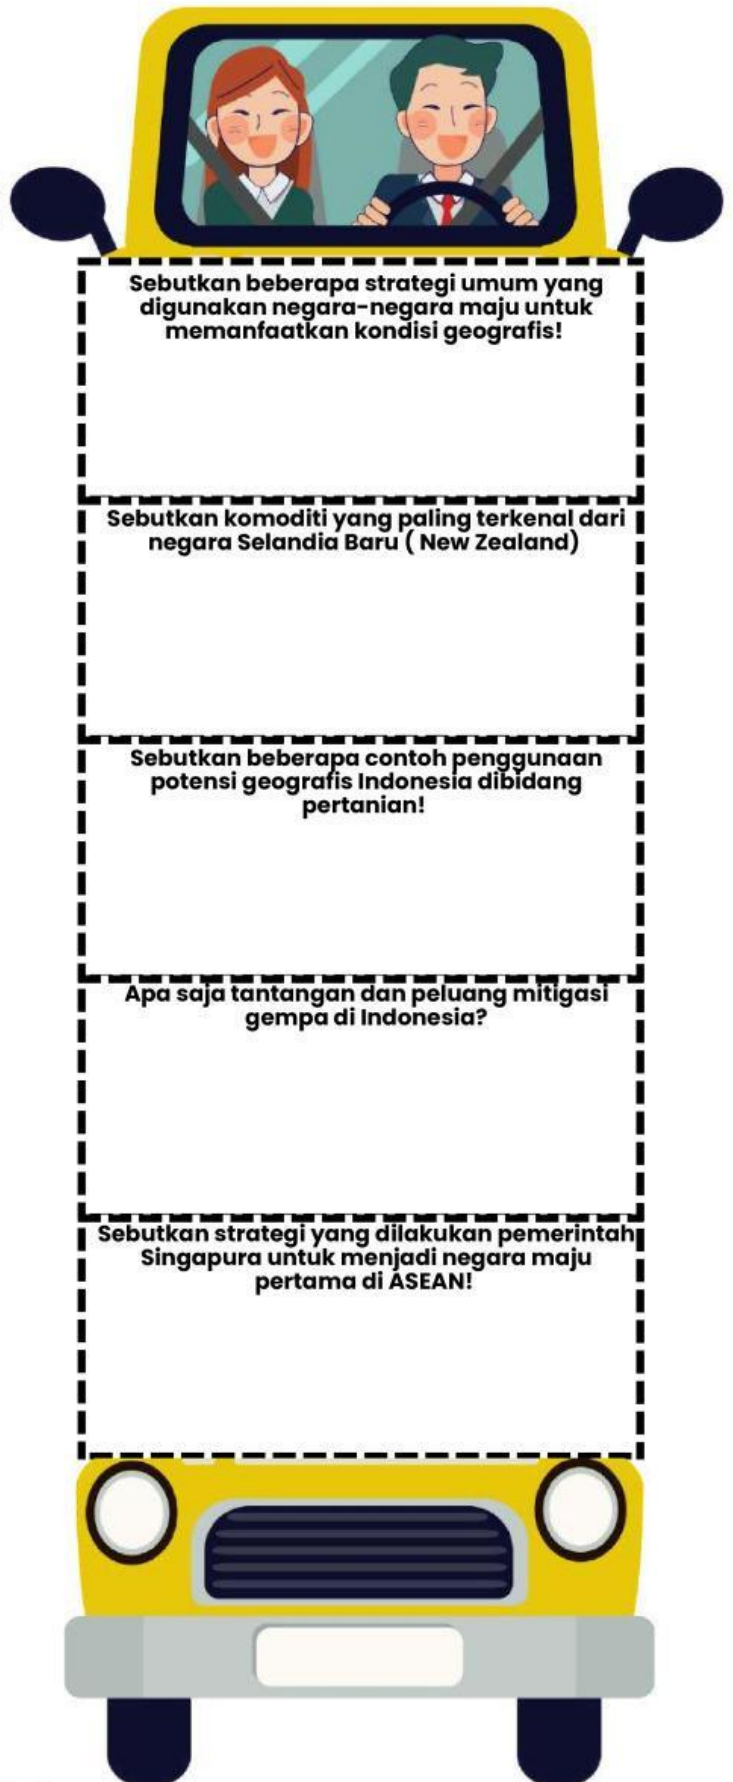 Sebutkan beberapa strategi umum yang
digunakan negara-negara maju untuk
memanfaatkan kondisi geografis!
Sebutkan komoditi yang paling terkenal dari
negara Selandia Baru ( New Zealand)
Sebutkan beberapa contoh penggunaan
potensi geografis Indonesia dibidang
pertanian!
Apa saja tantangan dan peluang mitigasi
gempa di Indonesia?
Sebutkan strategi yang dilakukan pemerintah
Singapura untuk menjadi negara maju
pertama di ASEAN!